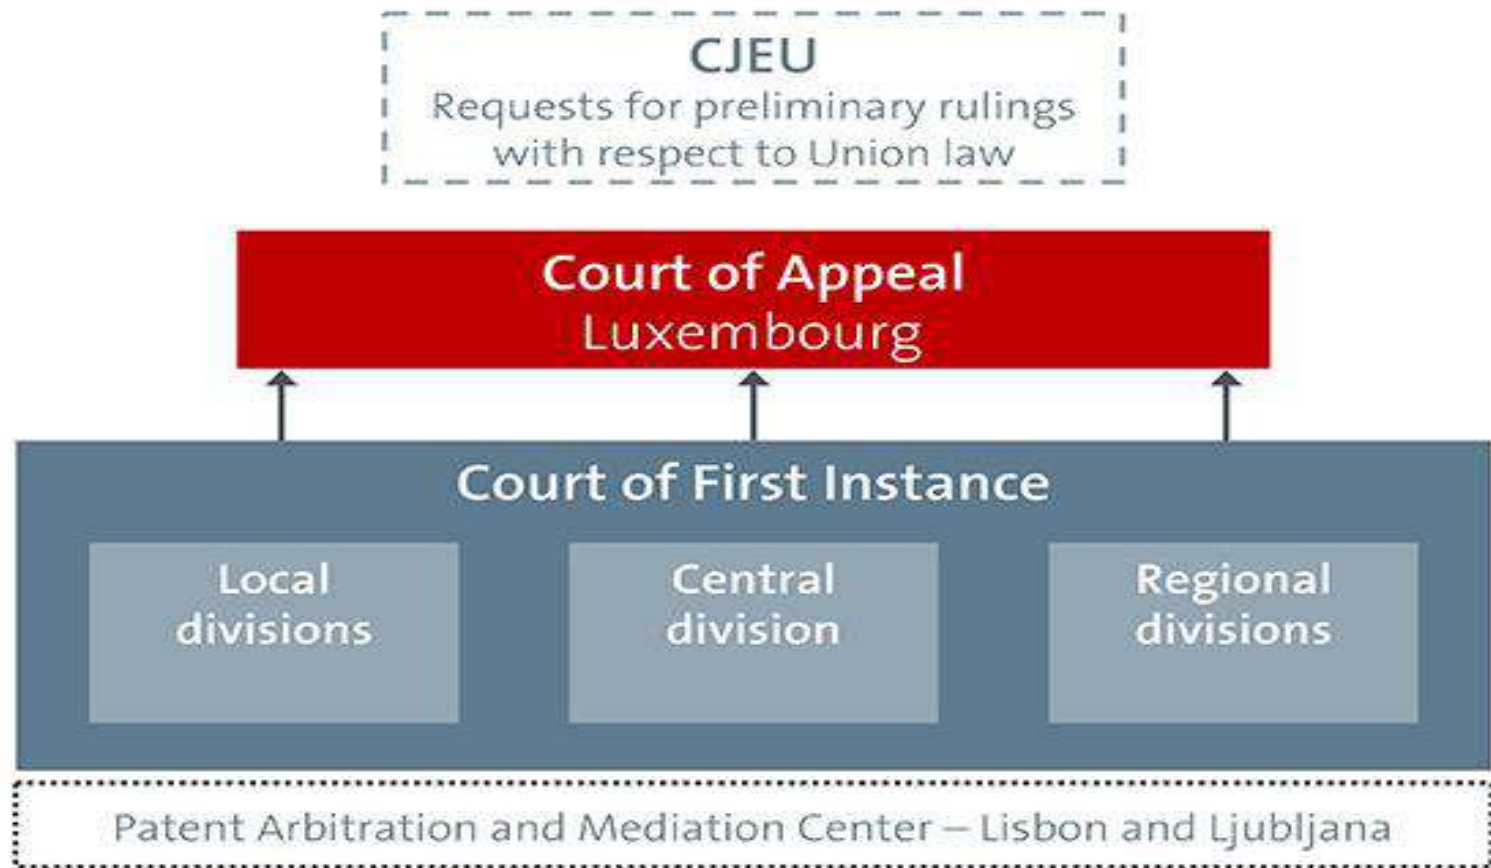 CJEU
Requests for preliminary rulings
with respect to Union law
Court of Appeal
Luxembourg
Court of First Instance
Local
divisions
Central
division
Regional
divisions
Patent Arbitration and Mediation Center – Lisbon and Ljubljana